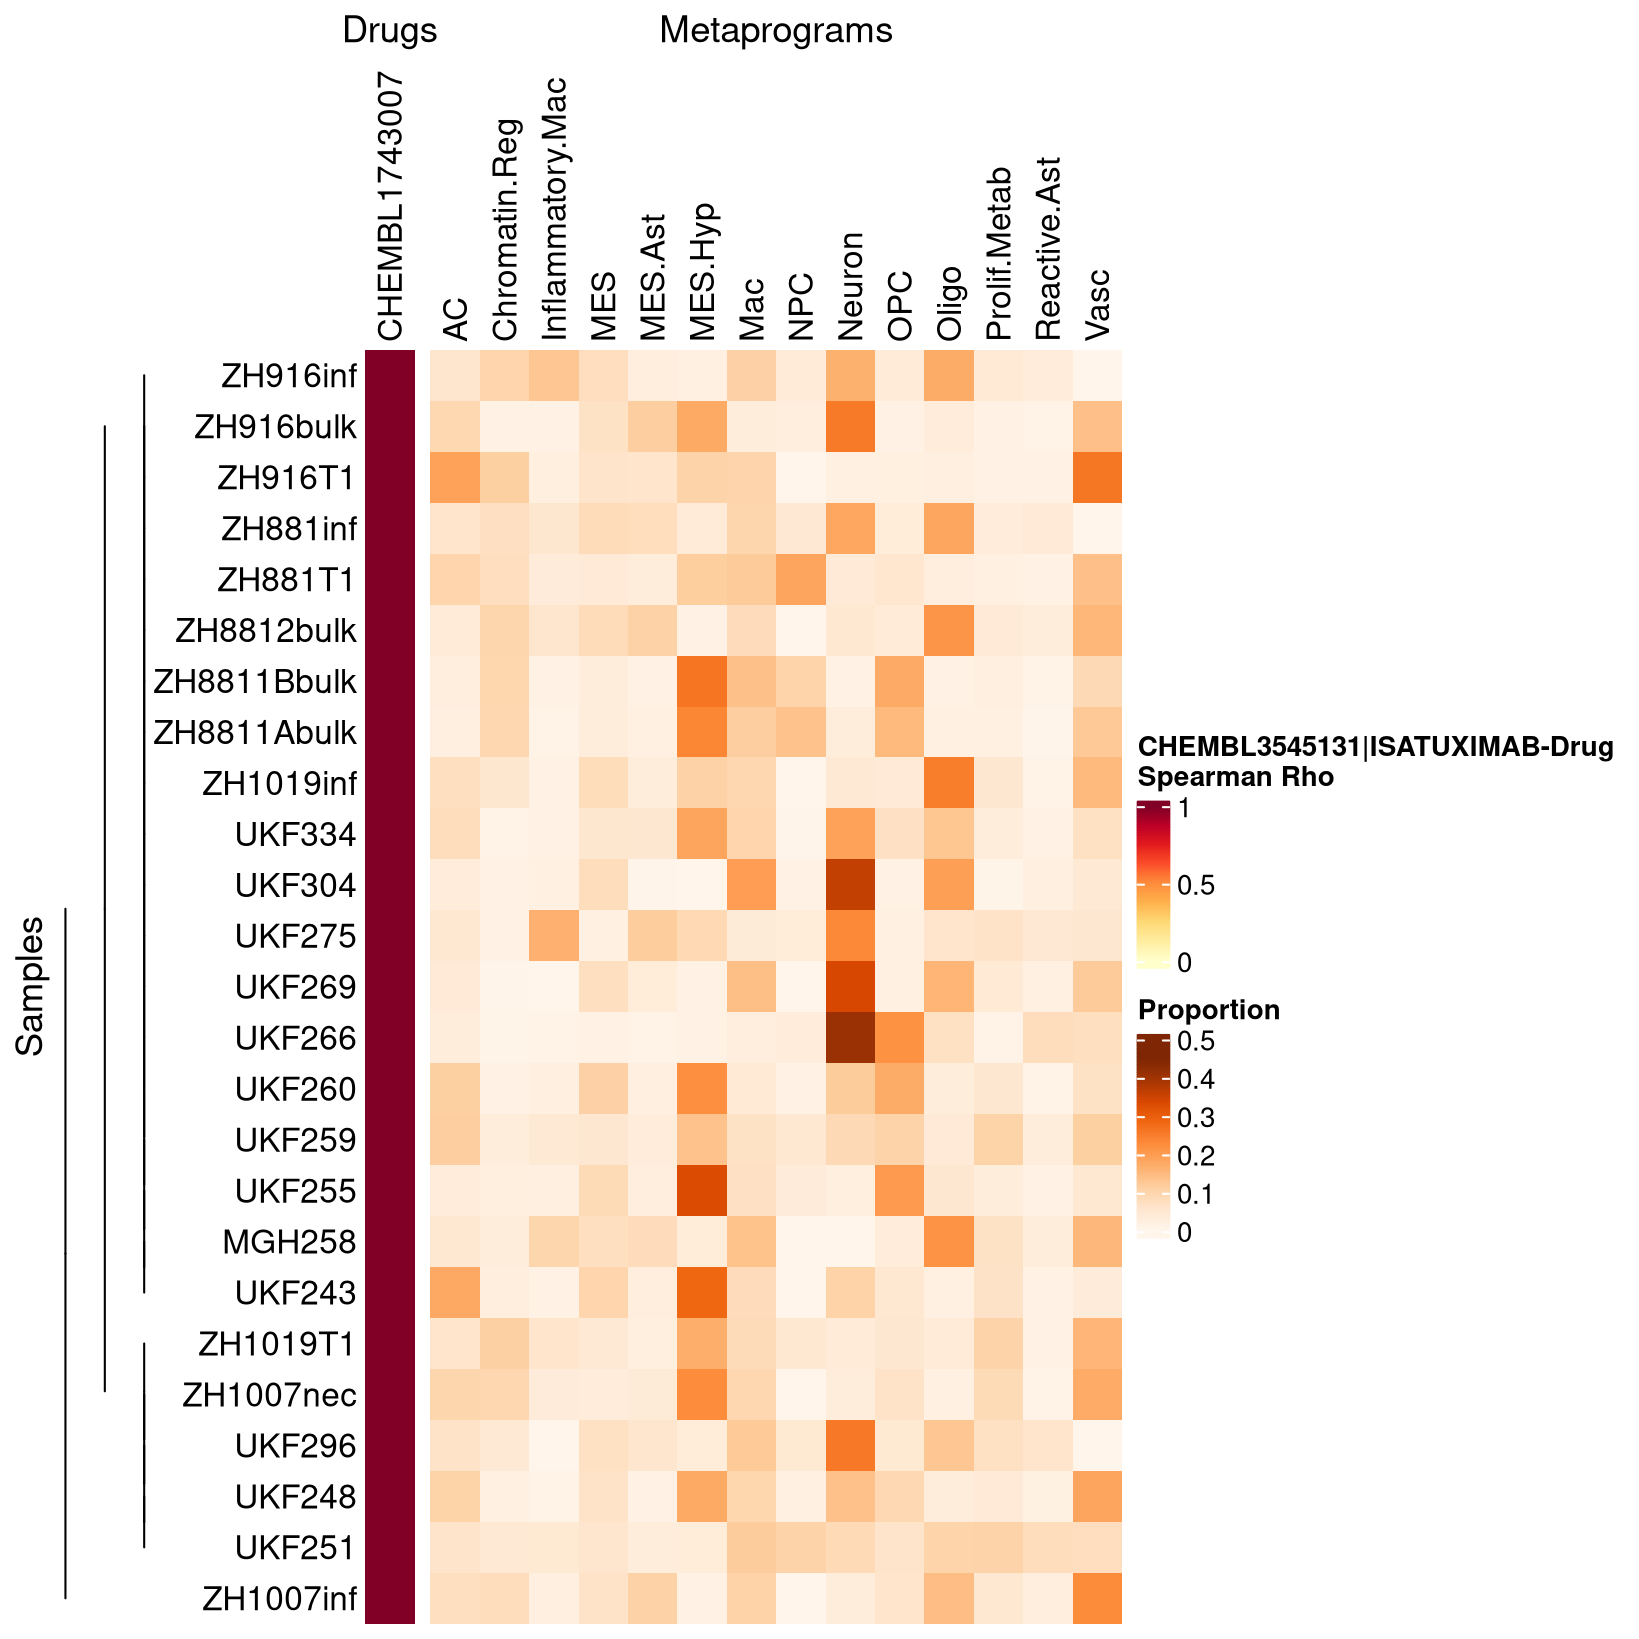 Drugs
Metaprograms
CHEMBL1743007
AC
Chromatin.Reg
Inflammatory.Mac
MES
MES.Ast
MES.Hyp
Mac
NPC
Neuron
OPC
Oligo
Prolif.Metab
Reactive.Ast
Vasc
Samples
ZH916inf
ZH916bulk
ZH916T1
ZH881inf
ZH881T1
ZH8812bulk
ZH8811Bbulk
ZH8811Abulk
ZH1019inf
UKF334
UKF304
UKF275
UKF269
UKF266
UKF260
UKF259
UKF255
MGH258
UKF243
ZH1019T1
ZH1007nec
UKF296
UKF248
UKF251
ZH1007inf
CHEMBL3545131|ISATUXIMAB-Drug
Spearman Rho
1
0.5
0
Proportion
0.5
0.4
0.3
0.2
0.1
0